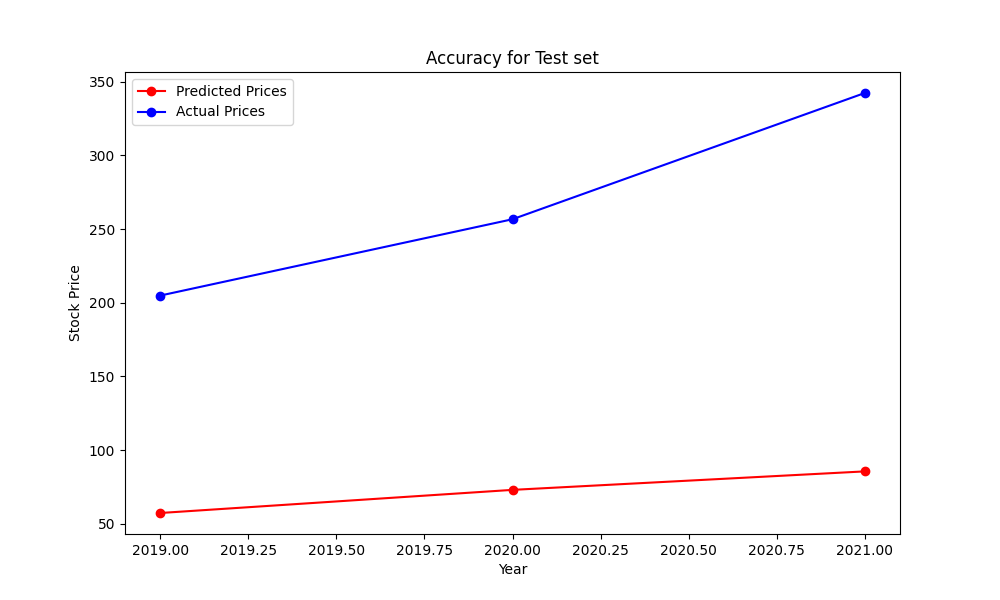 Accuracy for Test set
Predicted Prices
Actual Prices
350
300
250
200
150
100
50
Stock Price
2019.00 2019.25 2019.50 2019.75 2020.00 2020.25 2020.50 2020.75 2021.00
Year